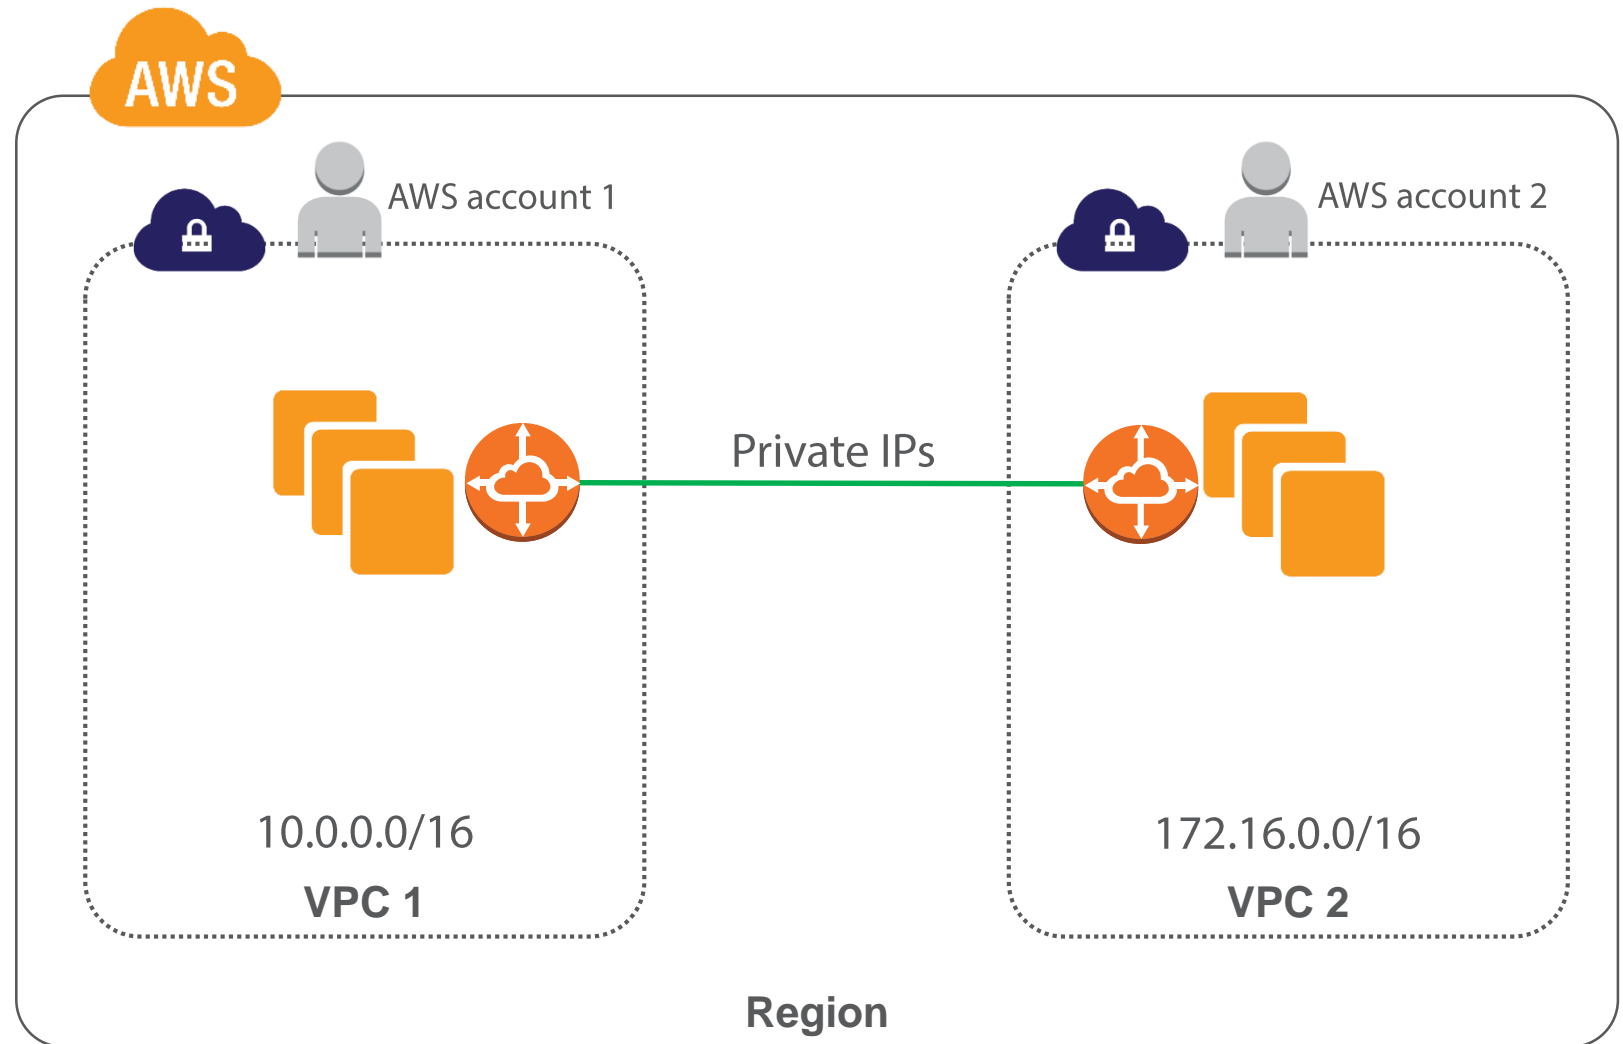 AWS
AWS account 1
AWS account 2
Private IPs
10.0.0.0/16
172.16.0.0/16
VPC 1
VPC 2
Region